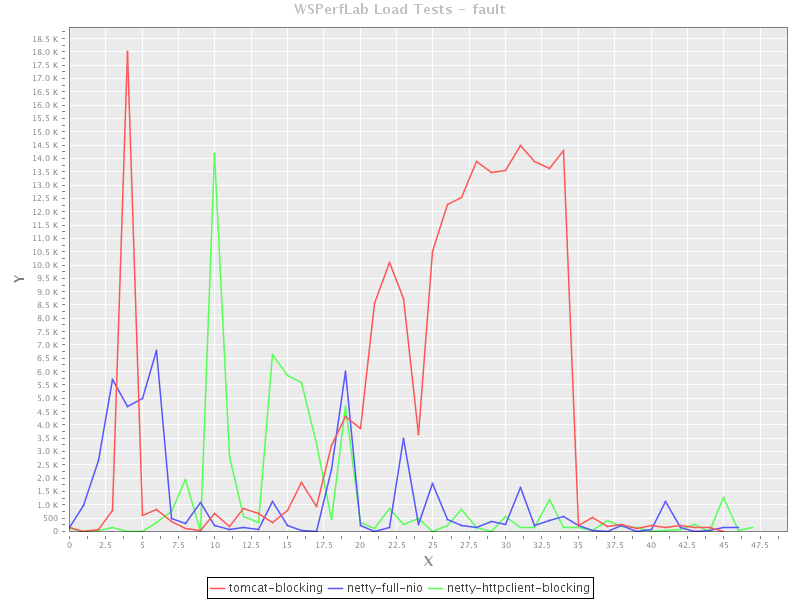 WSPerfLab Load Tests - fault
18.5 K
18.0 K
17.5 K
17.0 K
16.5 K
16.0 K
15.5 K
15.0 K
14.5 K
14.0 K
13.5 K
13.0 K
12.5 K
12.0 K
11.5 K
11.0 K
10.5 K
10.0 K
9.5 K
9.0 K
8.5 K
8.0 K
7.5 K
7.0 K
6.5 K
6.0 K
5.5 K
5.0 K
4.5 K
4.0 K
3.5 K
3.0 K
2.5 K
2.0 K
1.5 K
1.0 K
500
0
Y
0 2.5 5 7.5 10 12.5 15 17.5 20 22.5 25 27.5 30 32.5 35 37.5 40 42.5 45 47.5
X
tomcat-blocking netty-full-nio netty-httpclient-blocking